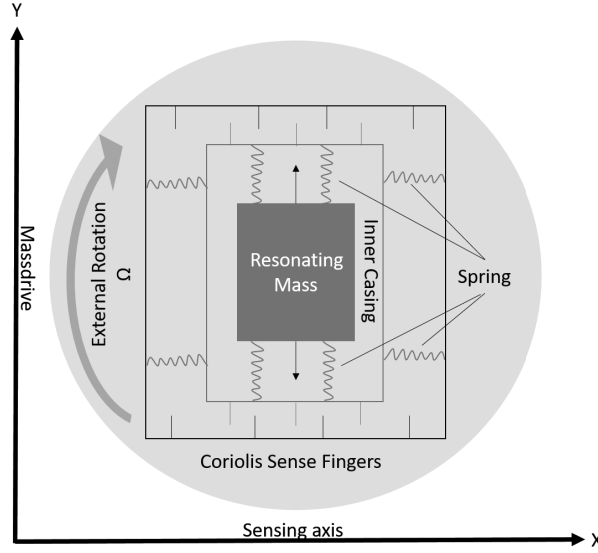 Y
Massdrive
External Rotation
Ω
Resonating
Mass
Inner Casing
Spring
Coriolis Sense Fingers
Sensing axis
X